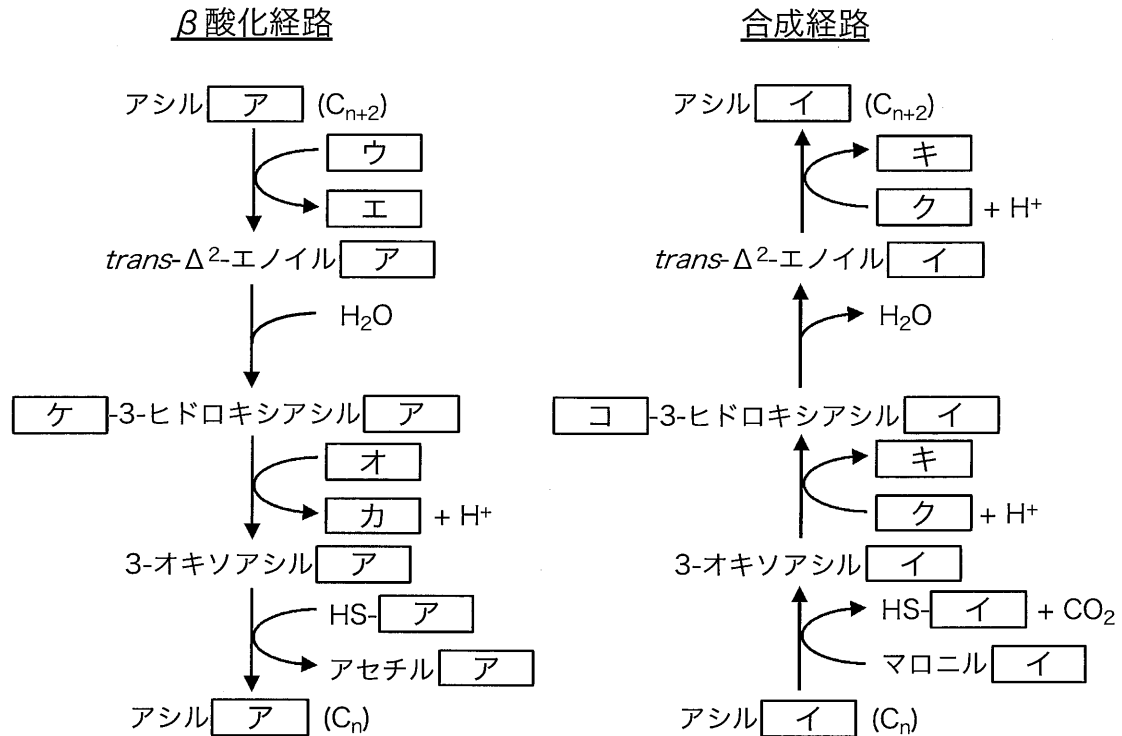 β酸化経路
アシル ア (Cn+2)
ウ
エ
trans-Δ²-エノイル ア
H₂O
ケ -3-ヒドロキシアシル ア
オ
カ + H⁺
3-オキソアシル ア
HS- ア
アセチル ア
アシル ア (Cn)
合成経路
アシル イ (Cn+2)
キ
ク + H⁺
trans-Δ²-エノイル イ
H₂O
コ -3-ヒドロキシアシル イ
キ
ク + H⁺
3-オキソアシル イ
HS- イ + CO₂
マロニル イ
アシル イ (Cn)